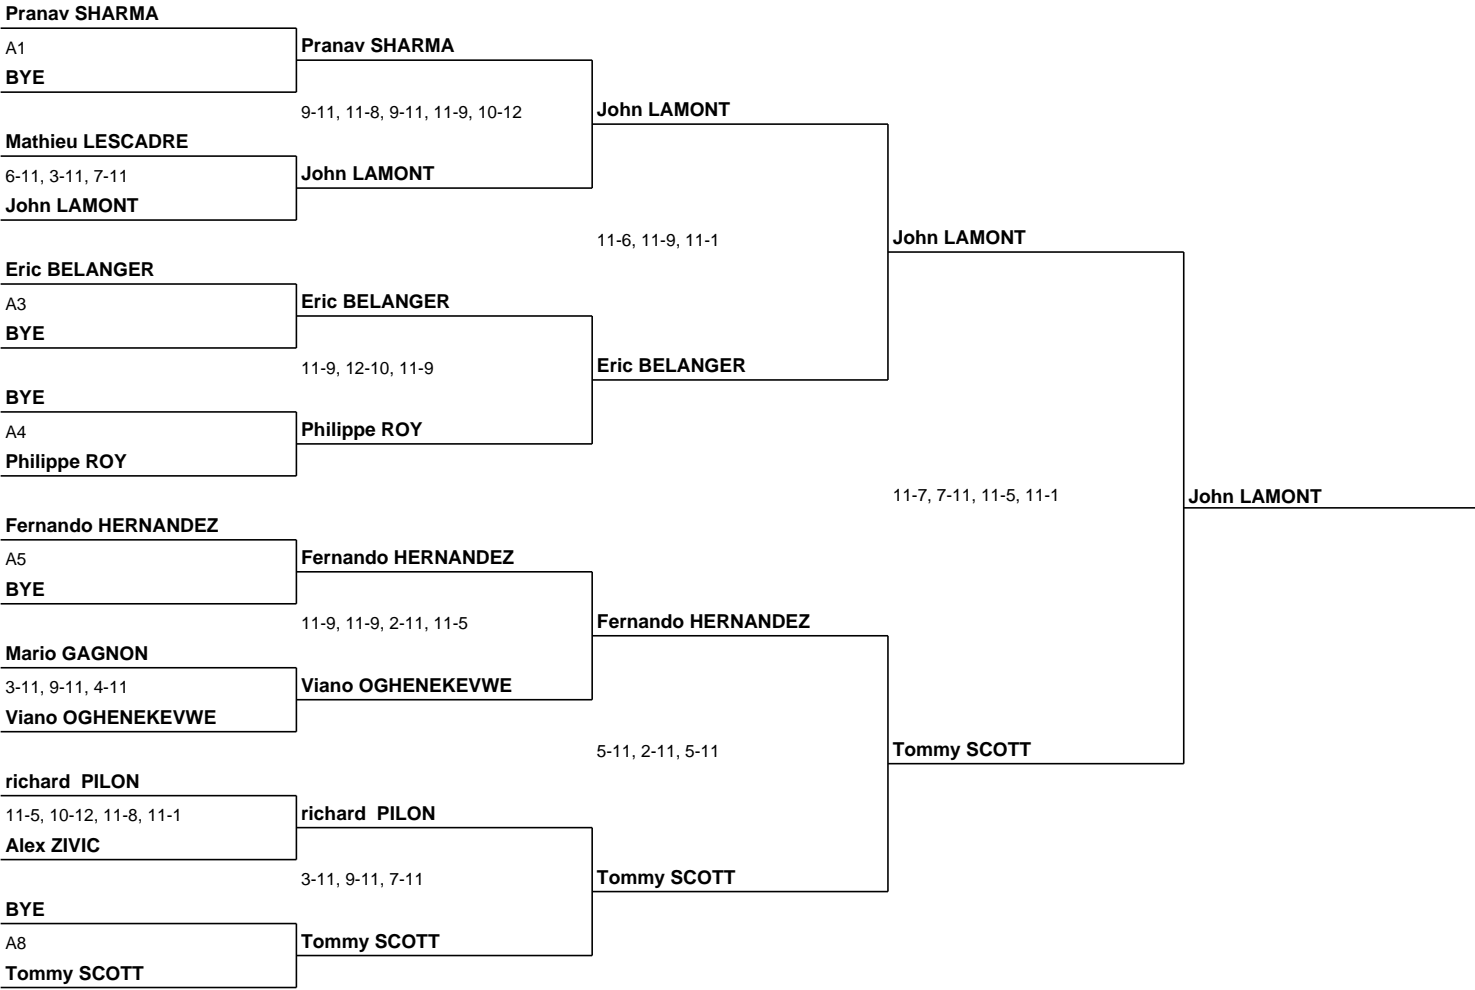 Pranav SHARMA
A1
BYE
Pranav SHARMA
9-11, 11-8, 9-11, 11-9, 10-12
John LAMONT
Mathieu LESCADRE
6-11, 3-11, 7-11
John LAMONT
John LAMONT
11-6, 11-9, 11-1
John LAMONT
Eric BELANGER
A3
BYE
Eric BELANGER
11-9, 12-10, 11-9
Eric BELANGER
BYE
A4
Philippe ROY
Philippe ROY
11-7, 7-11, 11-5, 11-1
John LAMONT
Fernando HERNANDEZ
A5
BYE
Fernando HERNANDEZ
11-9, 11-9, 2-11, 11-5
Fernando HERNANDEZ
Mario GAGNON
3-11, 9-11, 4-11
Viano OGHENEKEVWE
Viano OGHENEKEVWE
5-11, 2-11, 5-11
Tommy SCOTT
richard  PILON
11-5, 10-12, 11-8, 11-1
Alex ZIVIC
richard  PILON
3-11, 9-11, 7-11
Tommy SCOTT
BYE
A8
Tommy SCOTT
Tommy SCOTT